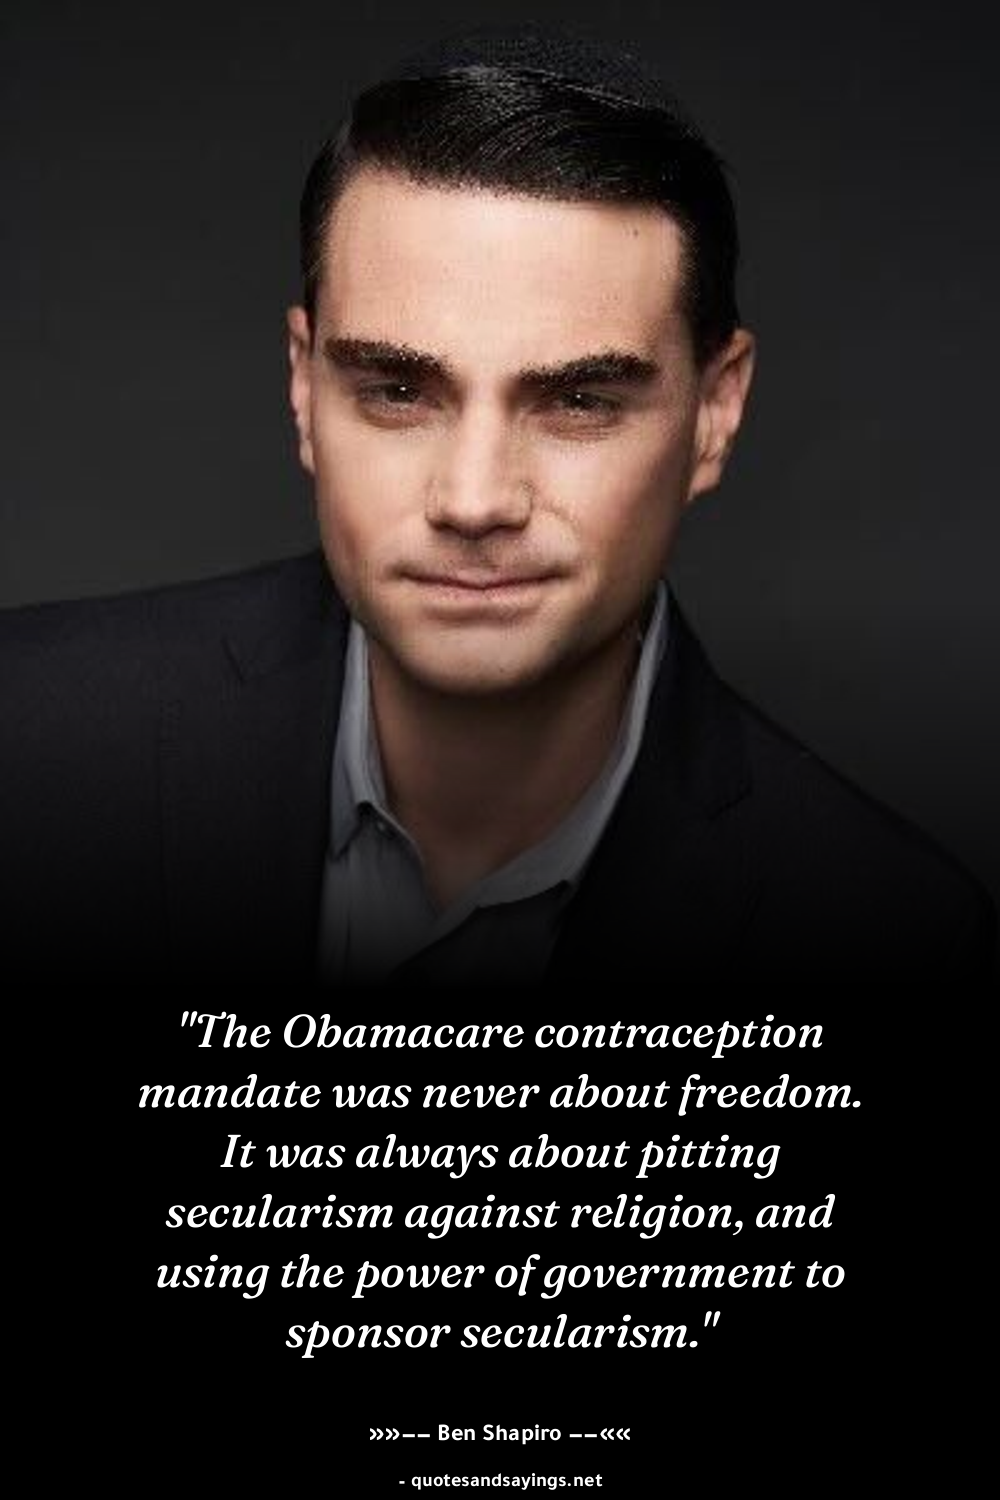 "The Obamacare contraception
mandate was never about freedom.
It was always about pitting
secularism against religion, and
using the power of government to
sponsor secularism."
»»−− Ben Shapiro −−««
- quotesandsayings.net